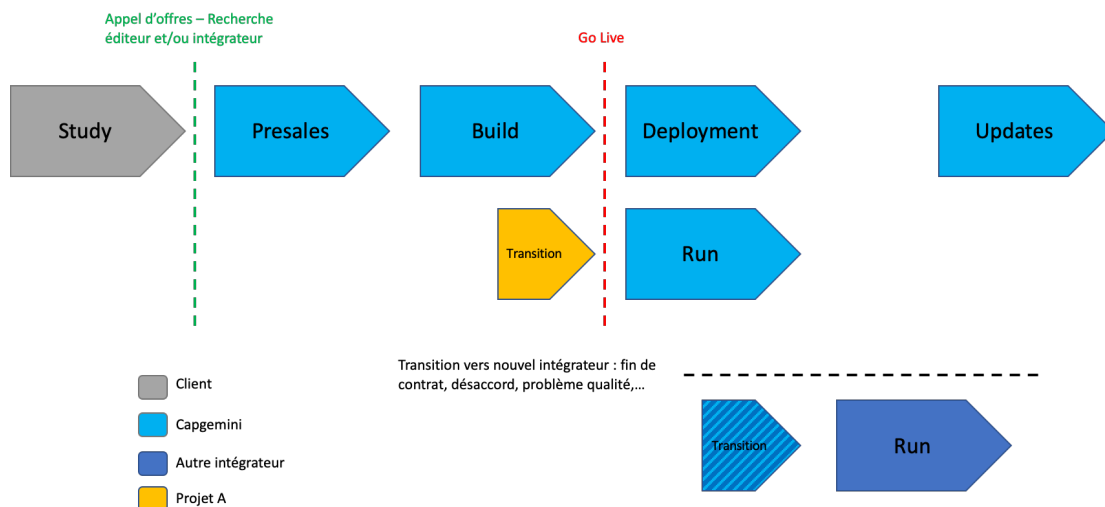 Appel d’offres – Recherche
éditeur et/ou intégrateur
Go Live
Study
Presales
Build
Deployment
Updates
Transition
Run
Transition vers nouvel intégrateur : fin de
contrat, désaccord, problème qualité,...
Client
Capgemini
Autre intégrateur
Projet A
Transition
Run